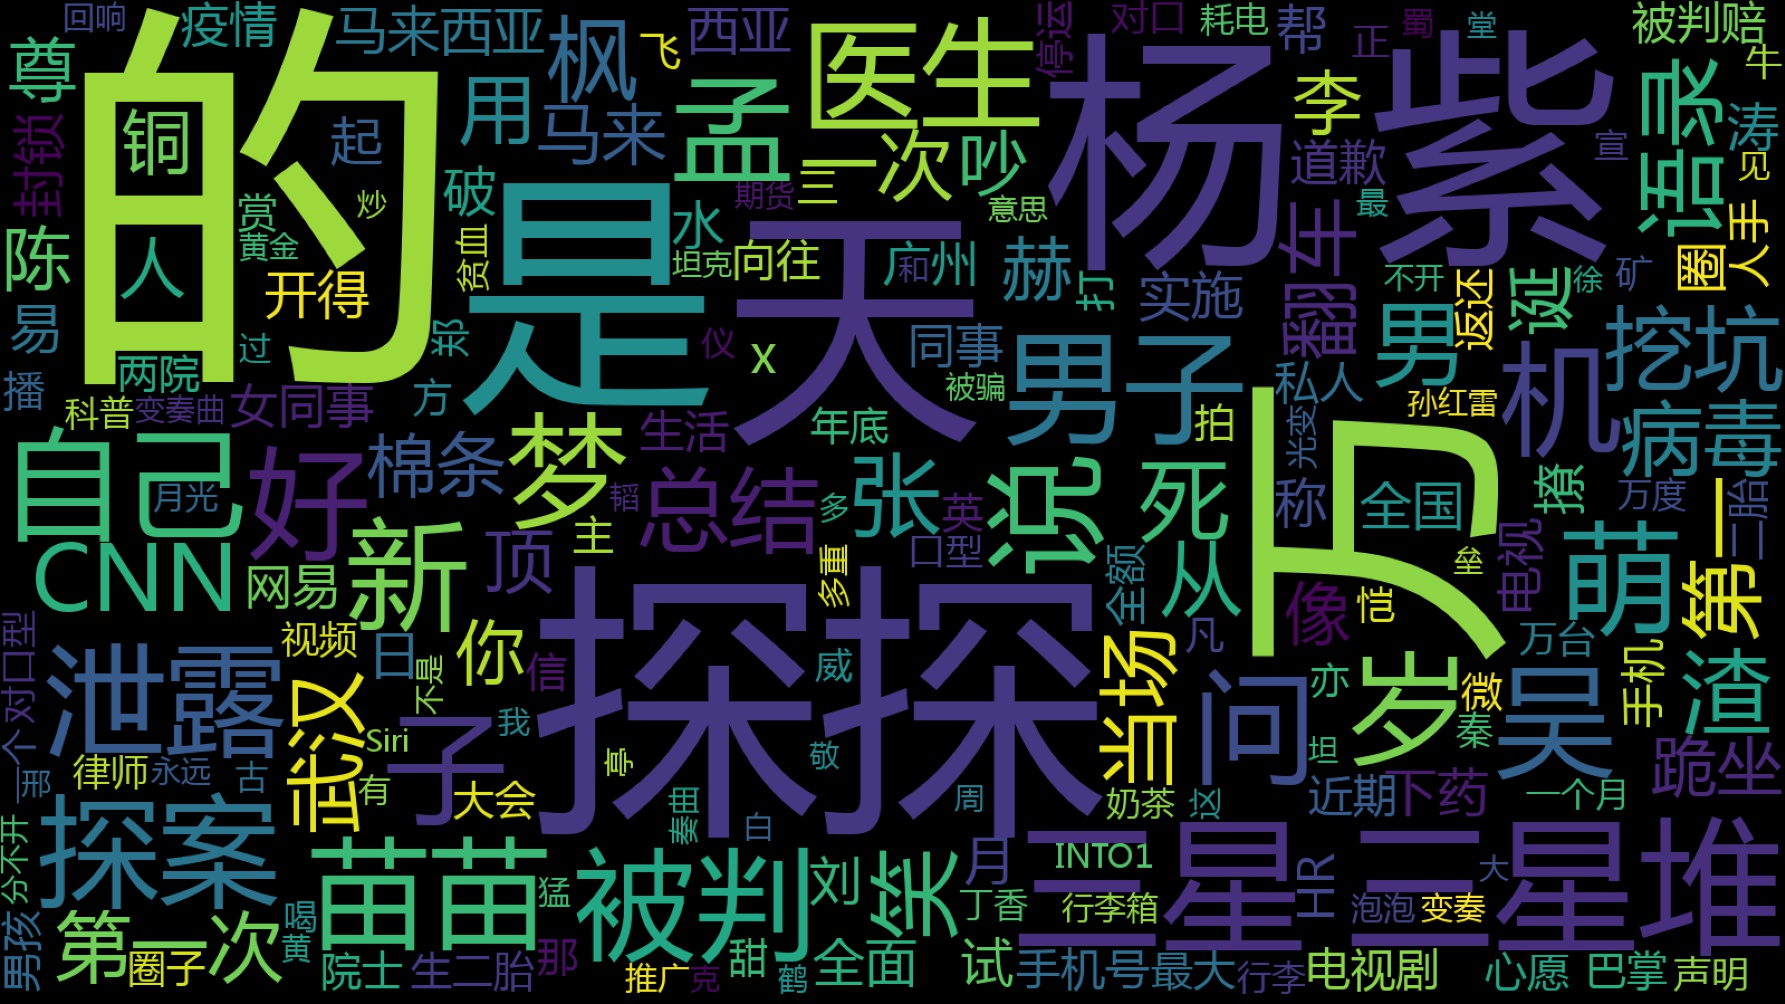 回响
疫情
马来西亚
枫
飞
西亚
医生
停运
对口
耗电
帮
正
蜀
堂
被判赔
牛
尊
的
铜
起
用
马来
孟
杨
李
紫
语录
涛
封锁
人
赏
炒
破
期货
三
一次
吵
道歉
宣
见
陈
黄金
开得
贫血
是
水
坦克
向往
天
意思
广州
和
赫
打
实施
翻车
最
不开
返还
诞
徐
矿
圈
人手
易
两院
过
郑
仪
x
同事
被骗
男子
男
私人
孙红雷
机
挖坑
播
科普
变奏曲
女同事
方
年底
生活
拍
光变
万
病毒
自己
月光
好
棉条
梦
总结
张
说
死
称
全国
撩
万度
二胎
CNN
网易
新
顶
主
韬
多
英
口型
从
全额
垒
电视
萌
第一
多重
像
恺
一个对口型
泄露
视频
日
你
信
威
探探
当场
凡
亦
岁
微
万台
手机
渣
武汉
不是
Siri
我
子
问
吴
秦
坦
律师
永远
古
有
大会
亭
敬
跪坐
邢
探案
奏曲
白
周
奶茶
这
近期
下药
一个月
分不开
苗苗
被判
刘
笑
月
INTO1
三星
三星堆
大
HR
男孩
第一次
喝
猛
丁香
行李箱
泡泡
变奏
圈子
黄
院士
生二胎
那
推广
克
甜
鹤
全面
试
手机号
最大
行李
电视剧
心愿
巴掌
声明